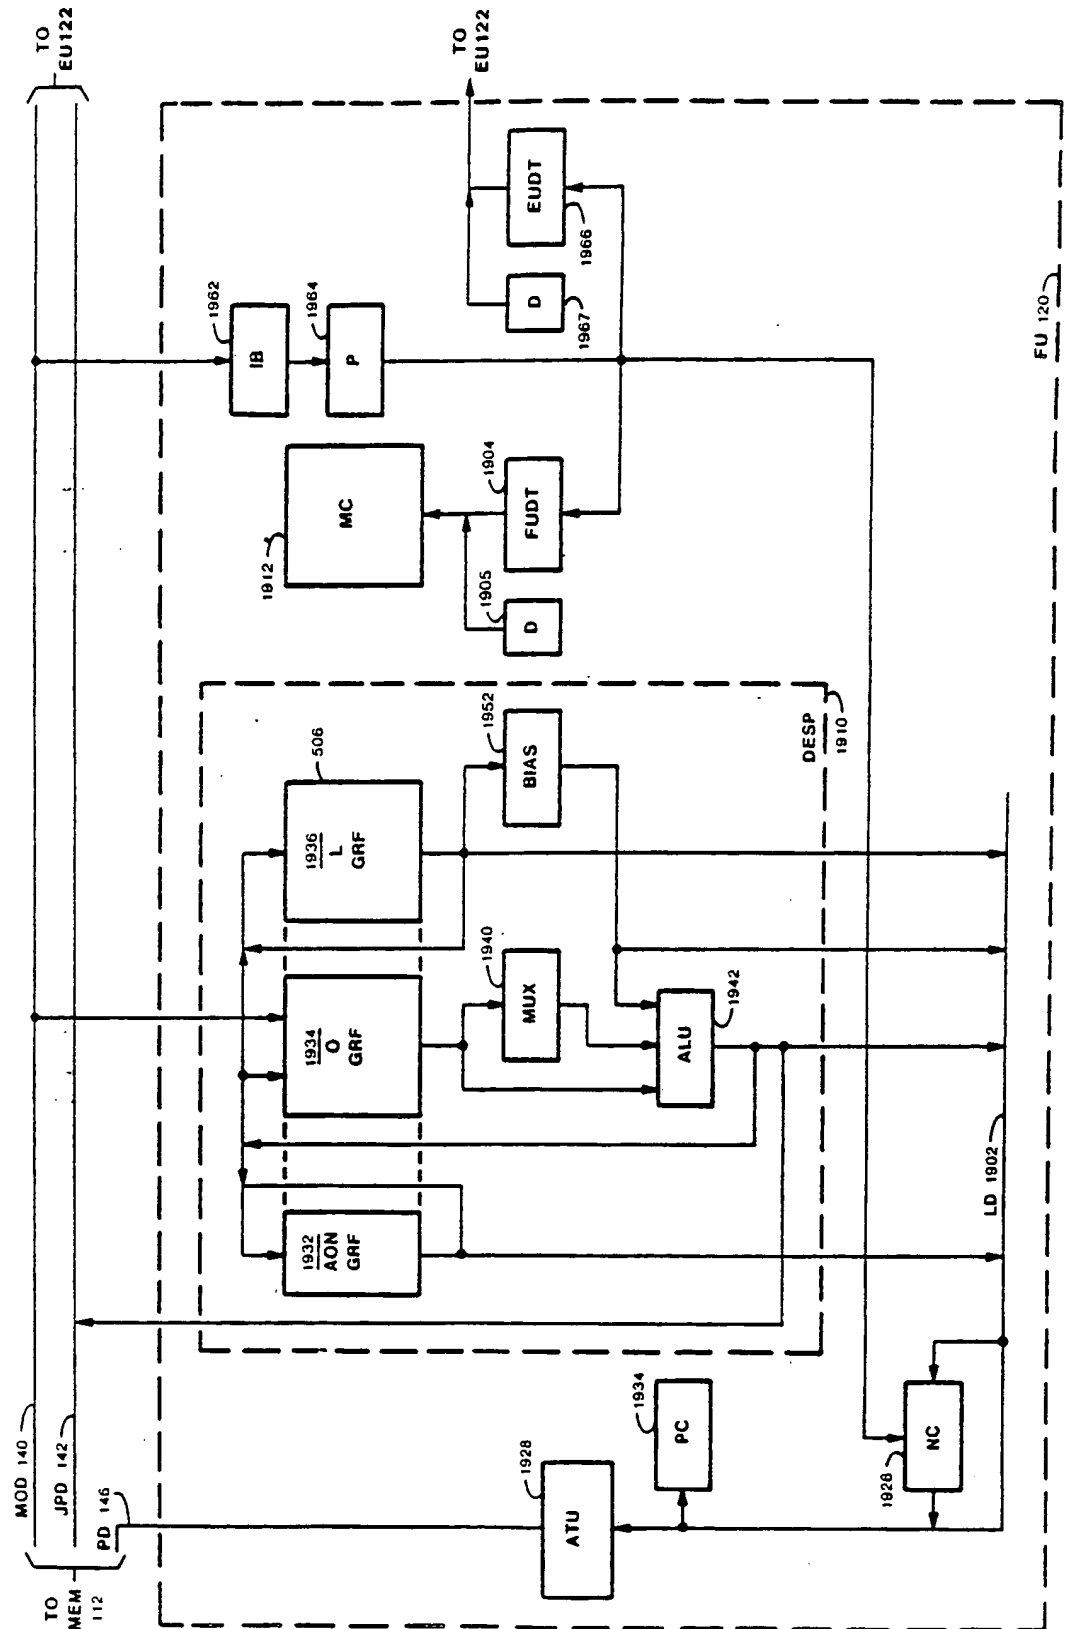 TO
EU122
TO
EU122
1962
IB
1964
P
EUDT
1966
D
1967
FU 120
MC
1912
1904
FUDT
1905
D
506
1936
L
GRF
1952
BIAS
DESP
1910
1934
O
GRF
1940
MUX
ALU
1942
1932
AON
GRF
LD 1902
MOD 140
JPD 142
PD 146
TO
MEM
112
1928
ATU
1934
PC
NC
1926